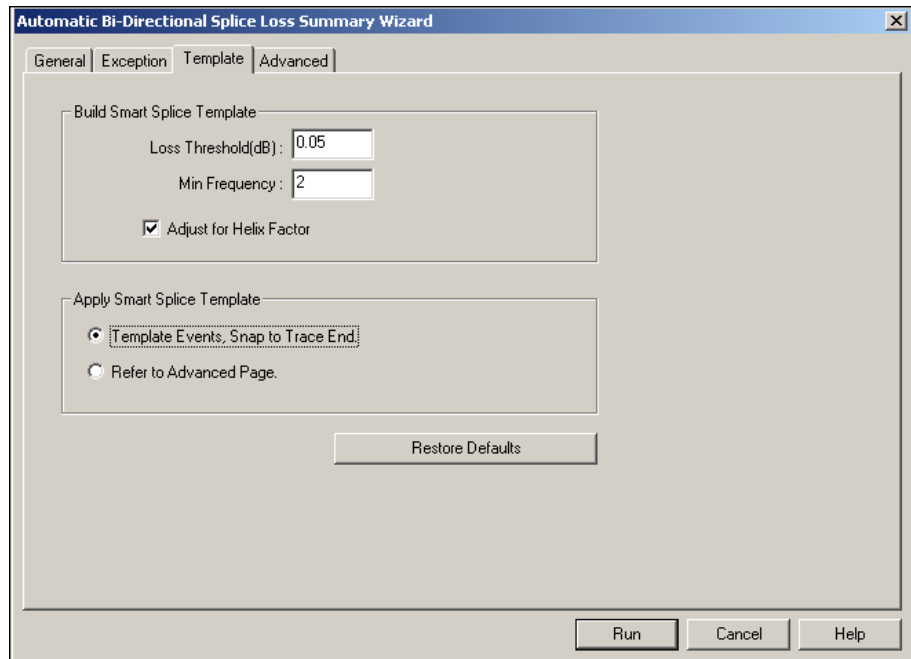 Automatic Bi-Directional Splice Loss Summary Wizard
General Exception Template Advanced
Build Smart Splice Template
Loss Threshold(dB) : 0.05
Min Frequency : 2
Adjust for Helix Factor
Apply Smart Splice Template
Template Events, Snap to Trace End.
Refer to Advanced Page.
Restore Defaults
Run Cancel Help